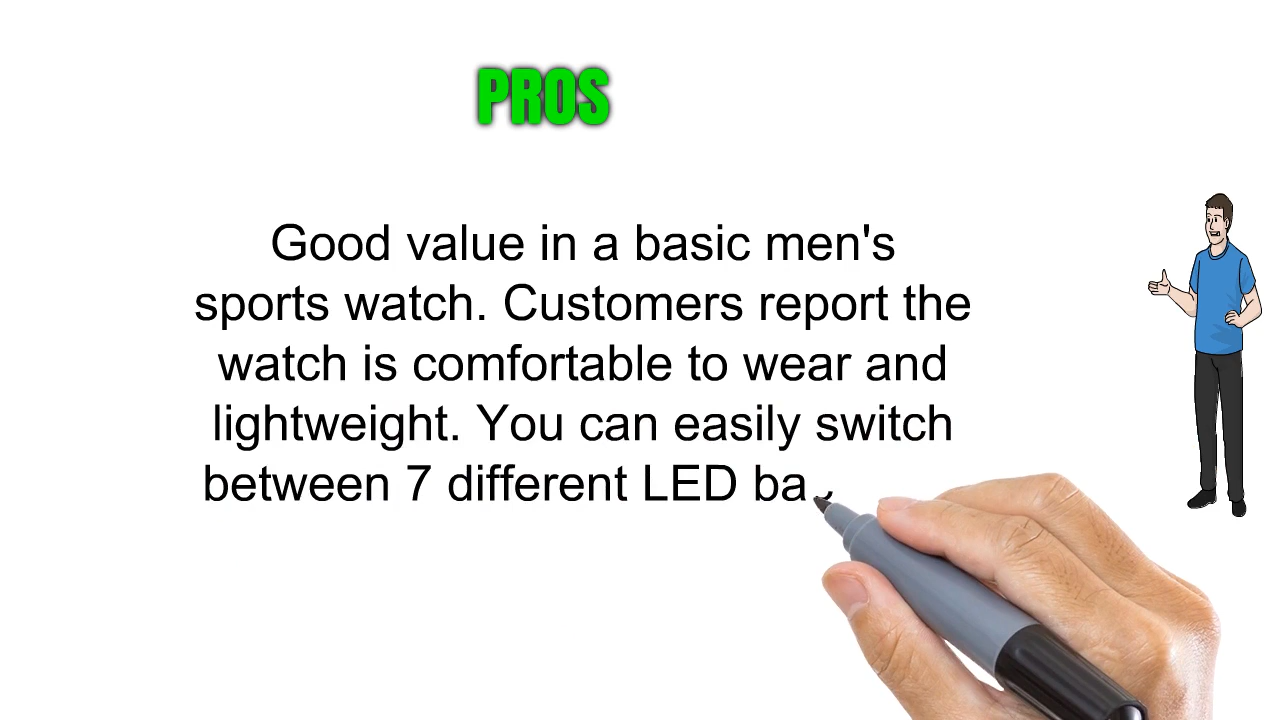 PROS
Good value in a basic men's
sports watch. Customers report the
watch is comfortable to wear and
lightweight. You can easily switch
between 7 different LED ba